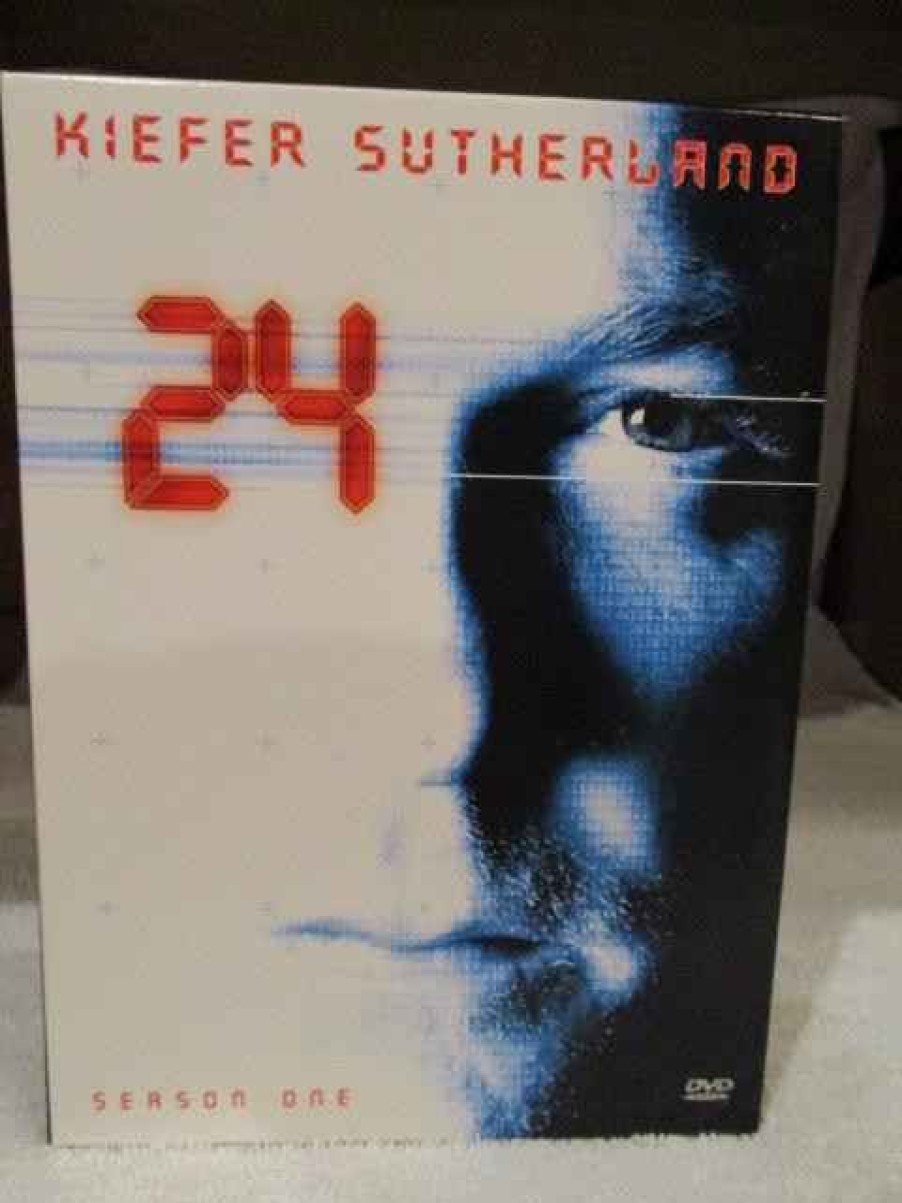 KIEFER SUTHERLAND
24
SEASON ONE
DVD